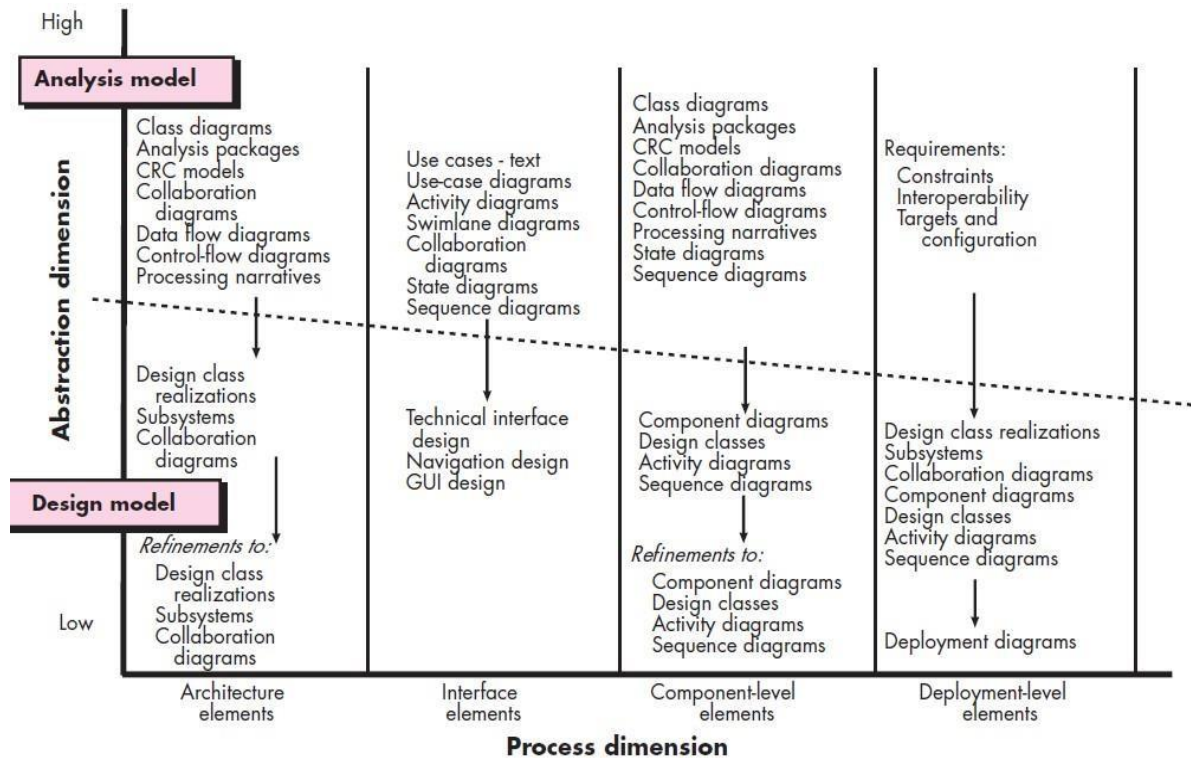 High
Analysis model
Abstraction dimension
Class diagrams
Analysis packages
CRC models
Collaboration
diagrams
Data flow diagrams
Control-flow diagrams
Processing narratives
Design class
realizations
Subsystems
Collaboration
diagrams
Design model
Refinements to:
Design class
realizations
Subsystems
Collaboration
diagrams
Low
Use cases - text
Use-case diagrams
Activity diagrams
Swimlane diagrams
Collaboration
diagrams
State diagrams
Sequence diagrams
Technical interface
design
Navigation design
GUI design
Class diagrams
Analysis packages
CRC models
Collaboration diagrams
Data flow diagrams
Control-flow diagrams
Processing narratives
State diagrams
Sequence diagrams
Component diagrams
Design classes
Activity diagrams
Sequence diagrams
Refinements to:
Component diagrams
Design classes
Activity diagrams
Sequence diagrams
Requirements:
Constraints
Interoperability
Targets and
configuration
Design class realizations
Subsystems
Collaboration diagrams
Component diagrams
Design classes
Activity diagrams
Sequence diagrams
Deployment diagrams
Architecture
elements
Interface
elements
Component-level
elements
Deployment-level
elements
Process dimension